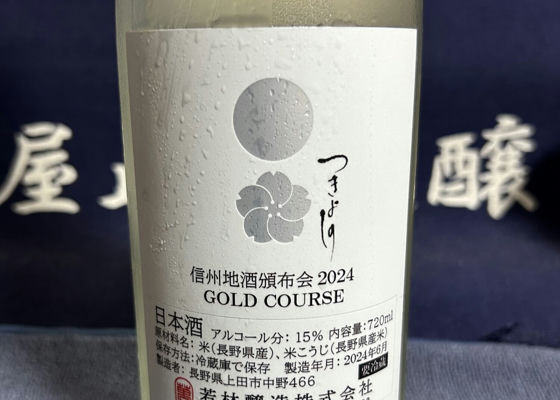 屋
醸
つきよし
信州地酒頒布会 2024
GOLD COURSE
日本酒 アルコール分: 15% 内容量:720ml
原材料名: 米(長野県産)、米こうじ(長野県産米)
保存方法:冷蔵庫で保存 製造年月: 2024年6月
製造者: 長野県上田市中野466 要冷蔵
若林醸造株式会社